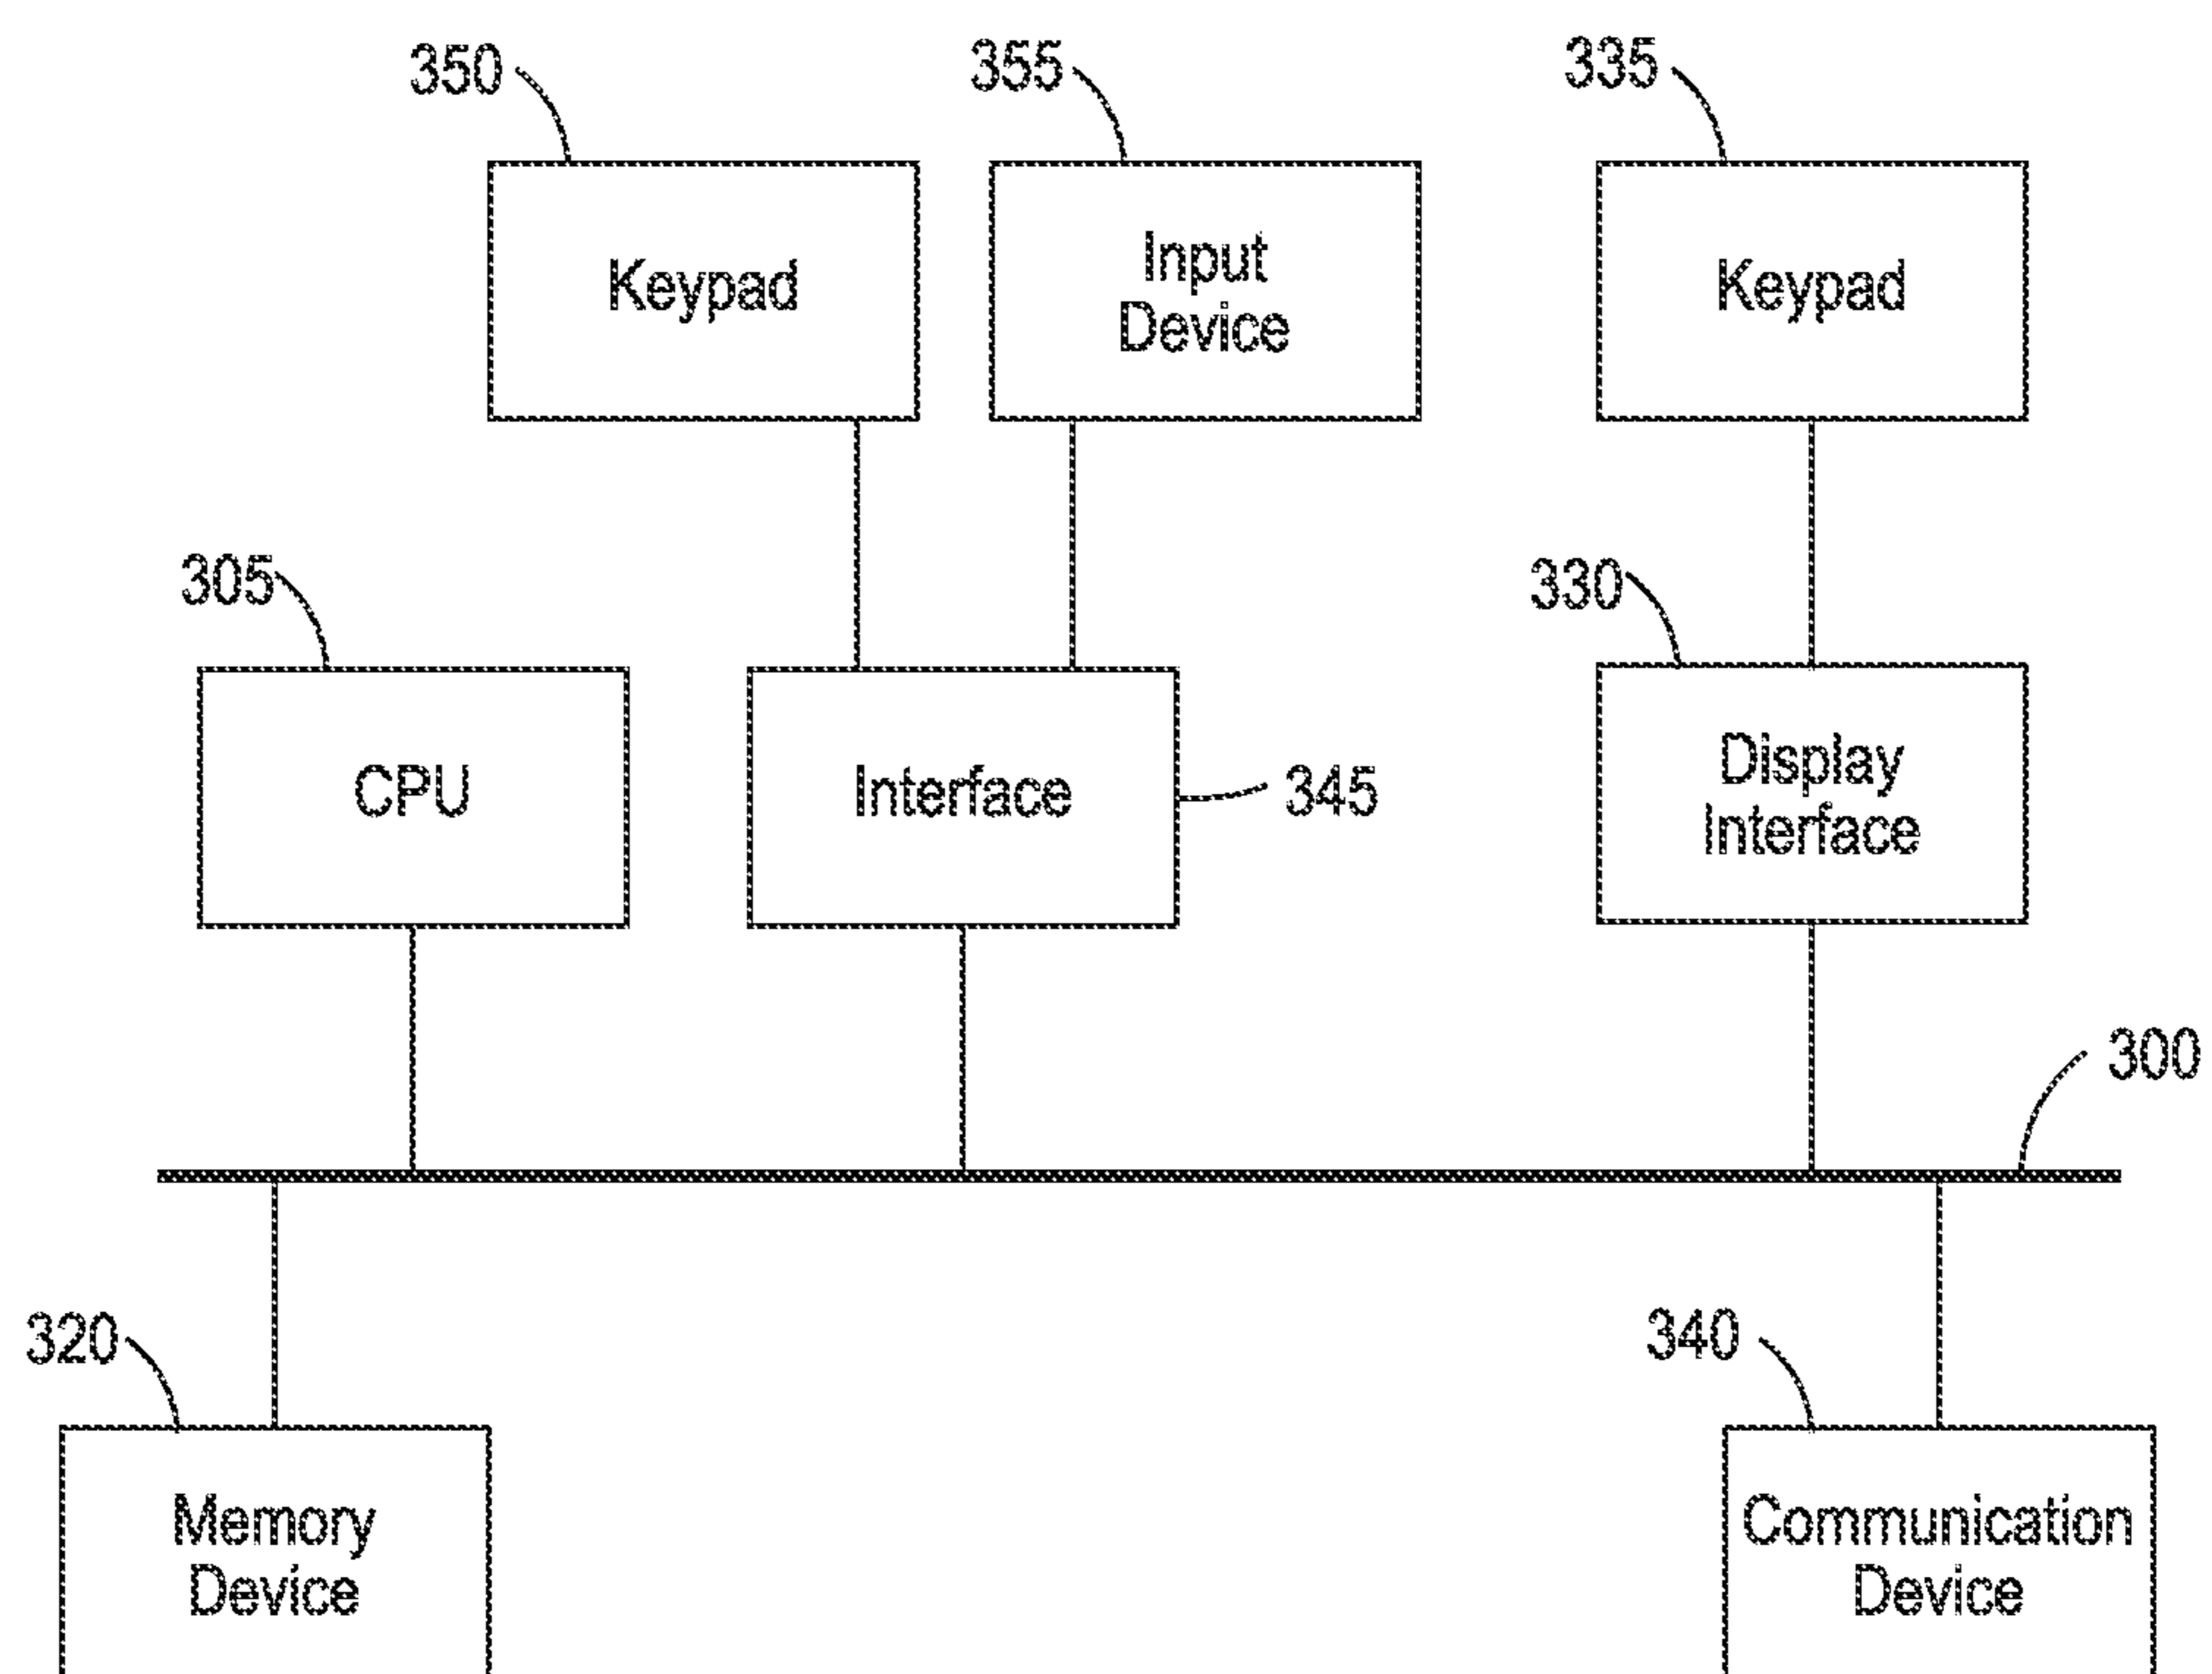 350
355
335
Keypad
Input
Device
Keypad
305
330
CPU
Interface
345
Display
Interface
300
320
340
Memory
Device
Communication
Device